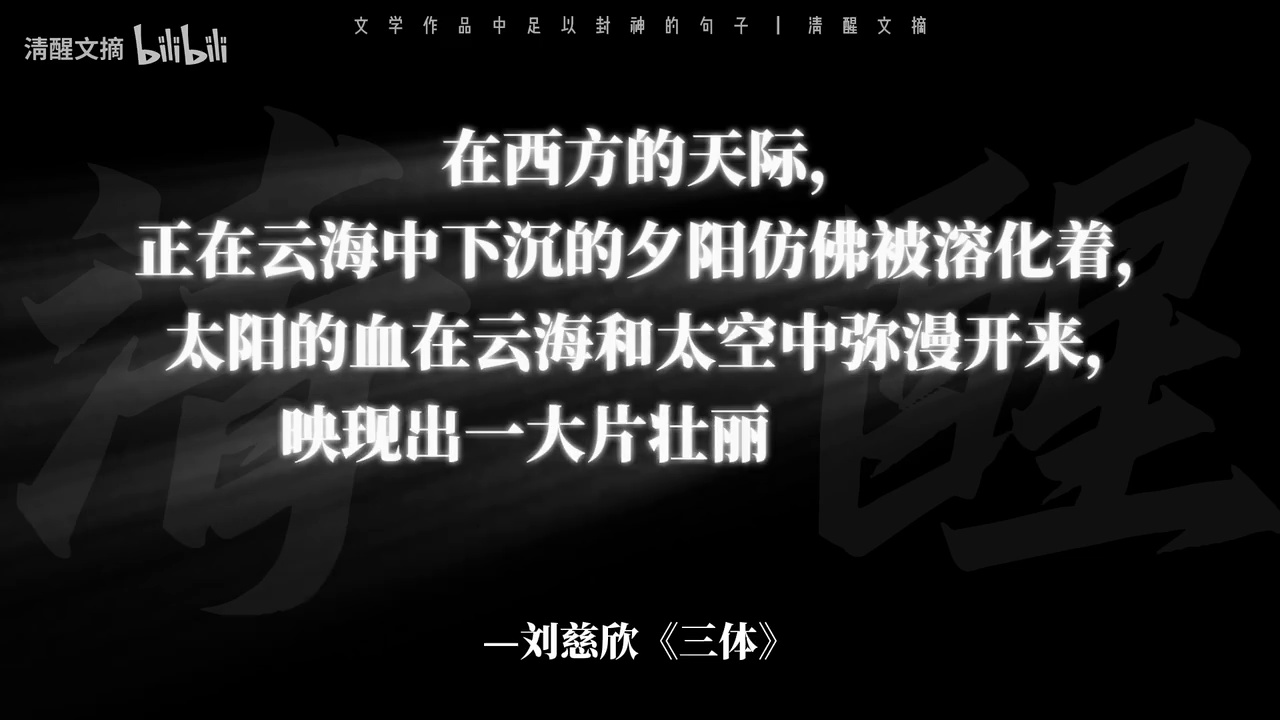 文学作品中足以封神的句子 | 清醒文摘
清醒文摘 bilibili
清醒
在西方的天际,
正在云海中下沉的夕阳仿佛被溶化着,
太阳的血在云海和太空中弥漫开来,
映现出一大片壮丽
—刘慈欣《三体》